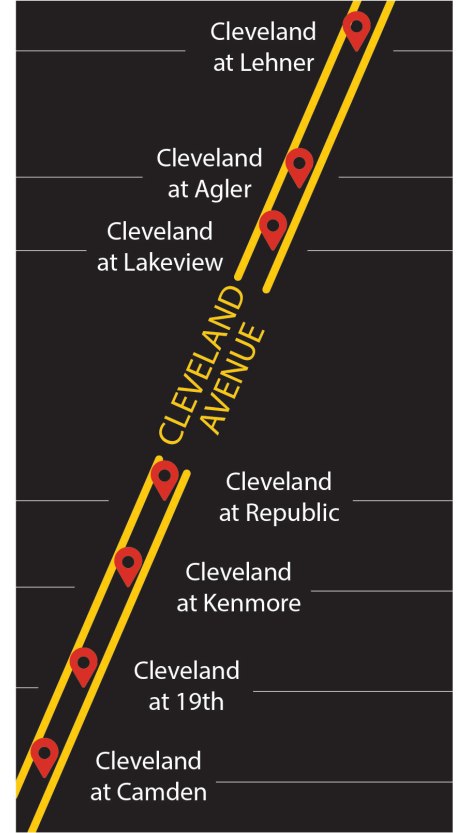 Cleveland
at Lehner
Cleveland
at Agler
Cleveland
at Lakeview
CLEVELAND
AVENUE
Cleveland
at Republic
Cleveland
at Kenmore
Cleveland
at 19th
Cleveland
at Camden